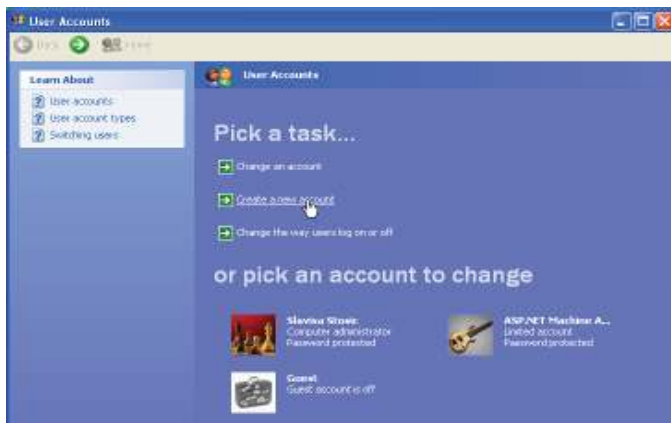 User Accounts
Back
Home
Learn About
User accounts
User account types
Switching users
User Accounts
Pick a task...
Change an account
Create a new account
Change the way users log on or off
or pick an account to change
Computer administrator
Password protected
ASP.NET Machine A...
Limited account
Password protected
Guest
Guest account is off